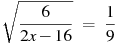 √(6/(2x − 16)) = 1/9